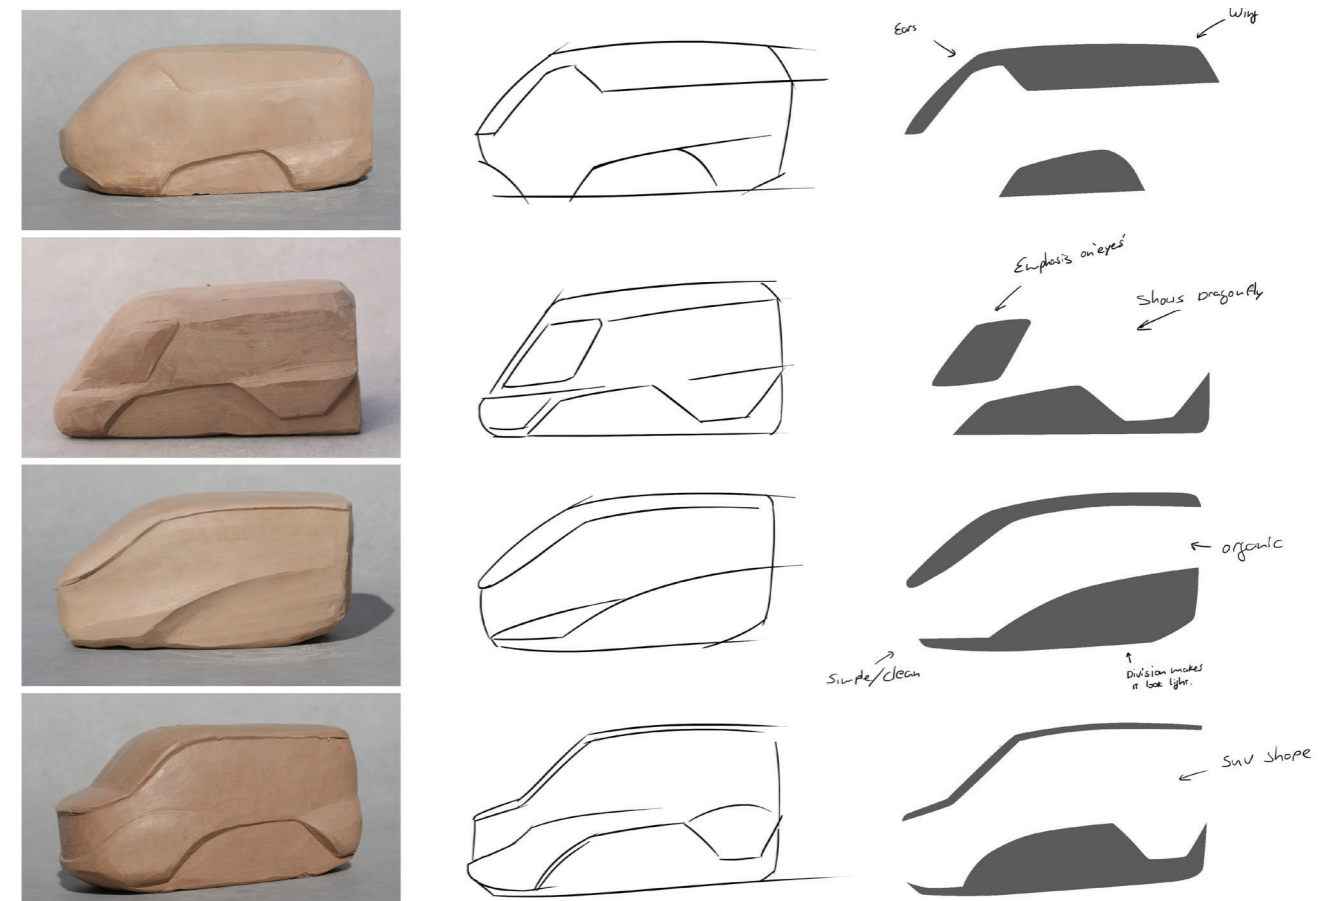 Ears
Wing
Emphasis on 'eyes'
Shows Dragonfly
organic
Simple/clean
Division makes
it look light.
SUV shape